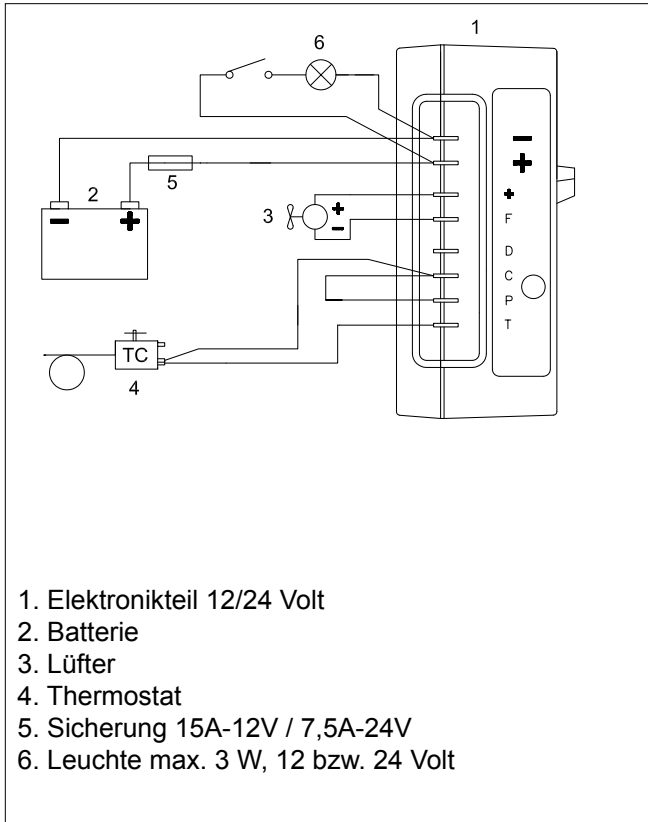 6
1
−
+
5
2
− +
+
3
+
−
F
D
C
P
T
TC
4
1. Elektronikteil 12/24 Volt
2. Batterie
3. Lüfter
4. Thermostat
5. Sicherung 15A-12V / 7,5A-24V
6. Leuchte max. 3 W, 12 bzw. 24 Volt